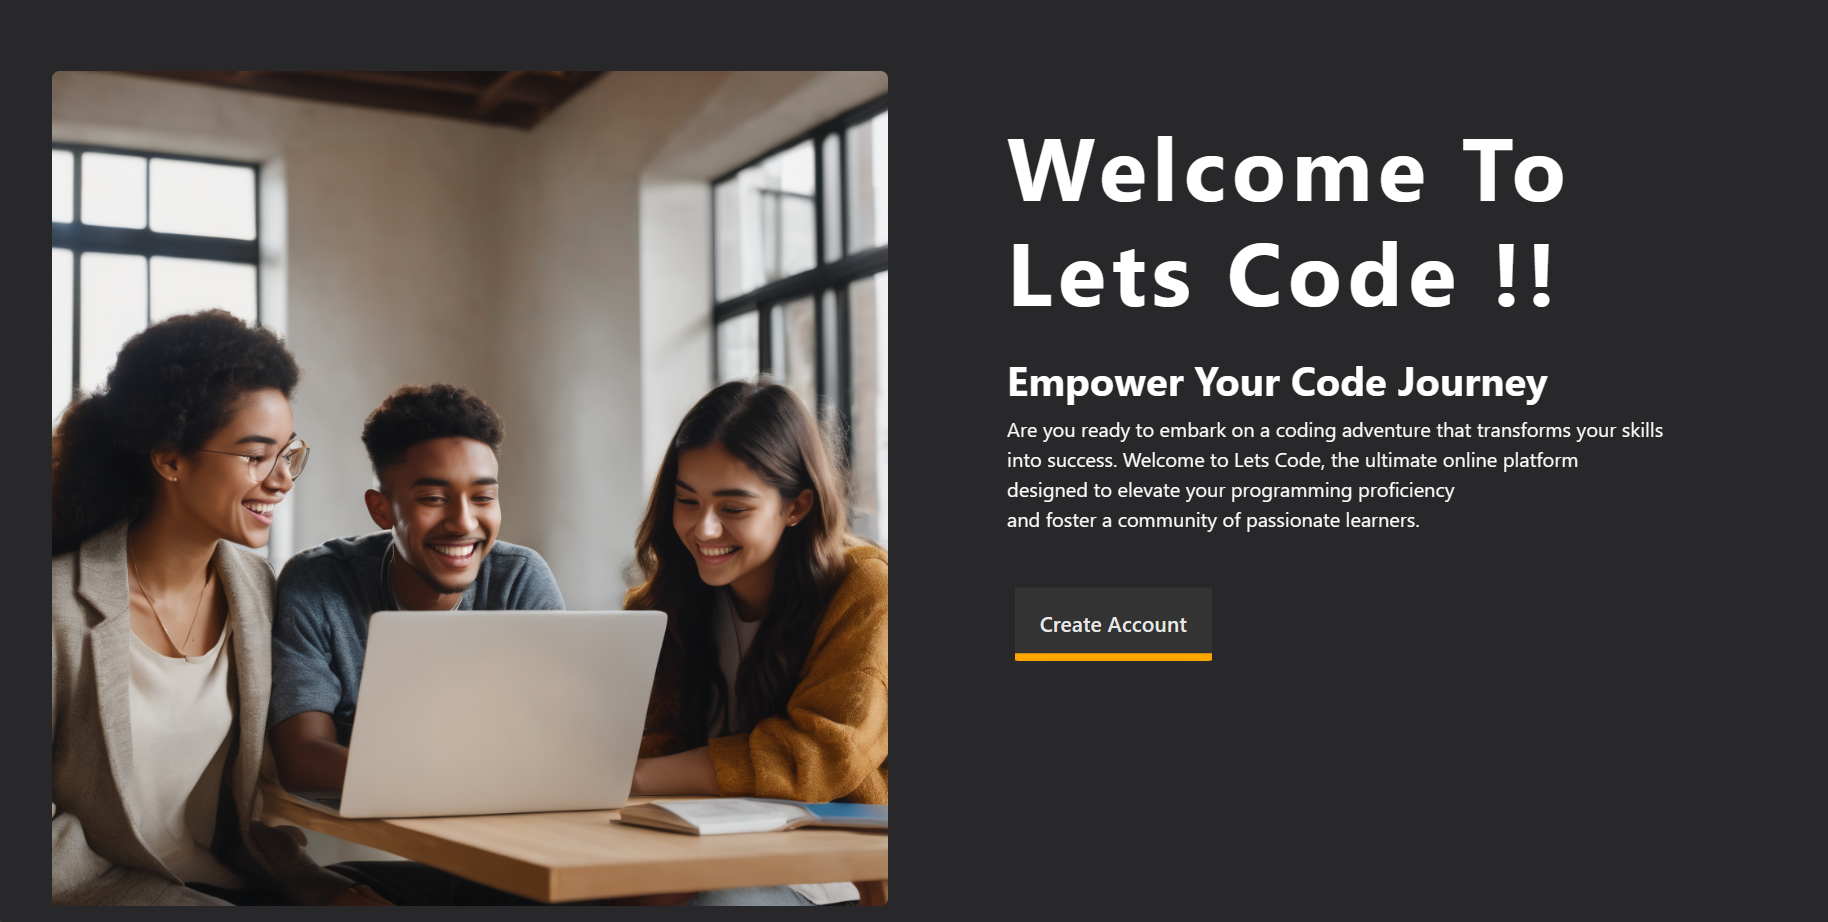 Welcome To
Lets Code !!
Empower Your Code Journey
Are you ready to embark on a coding adventure that transforms your skills
into success. Welcome to Lets Code, the ultimate online platform
designed to elevate your programming proficiency
and foster a community of passionate learners.
Create Account